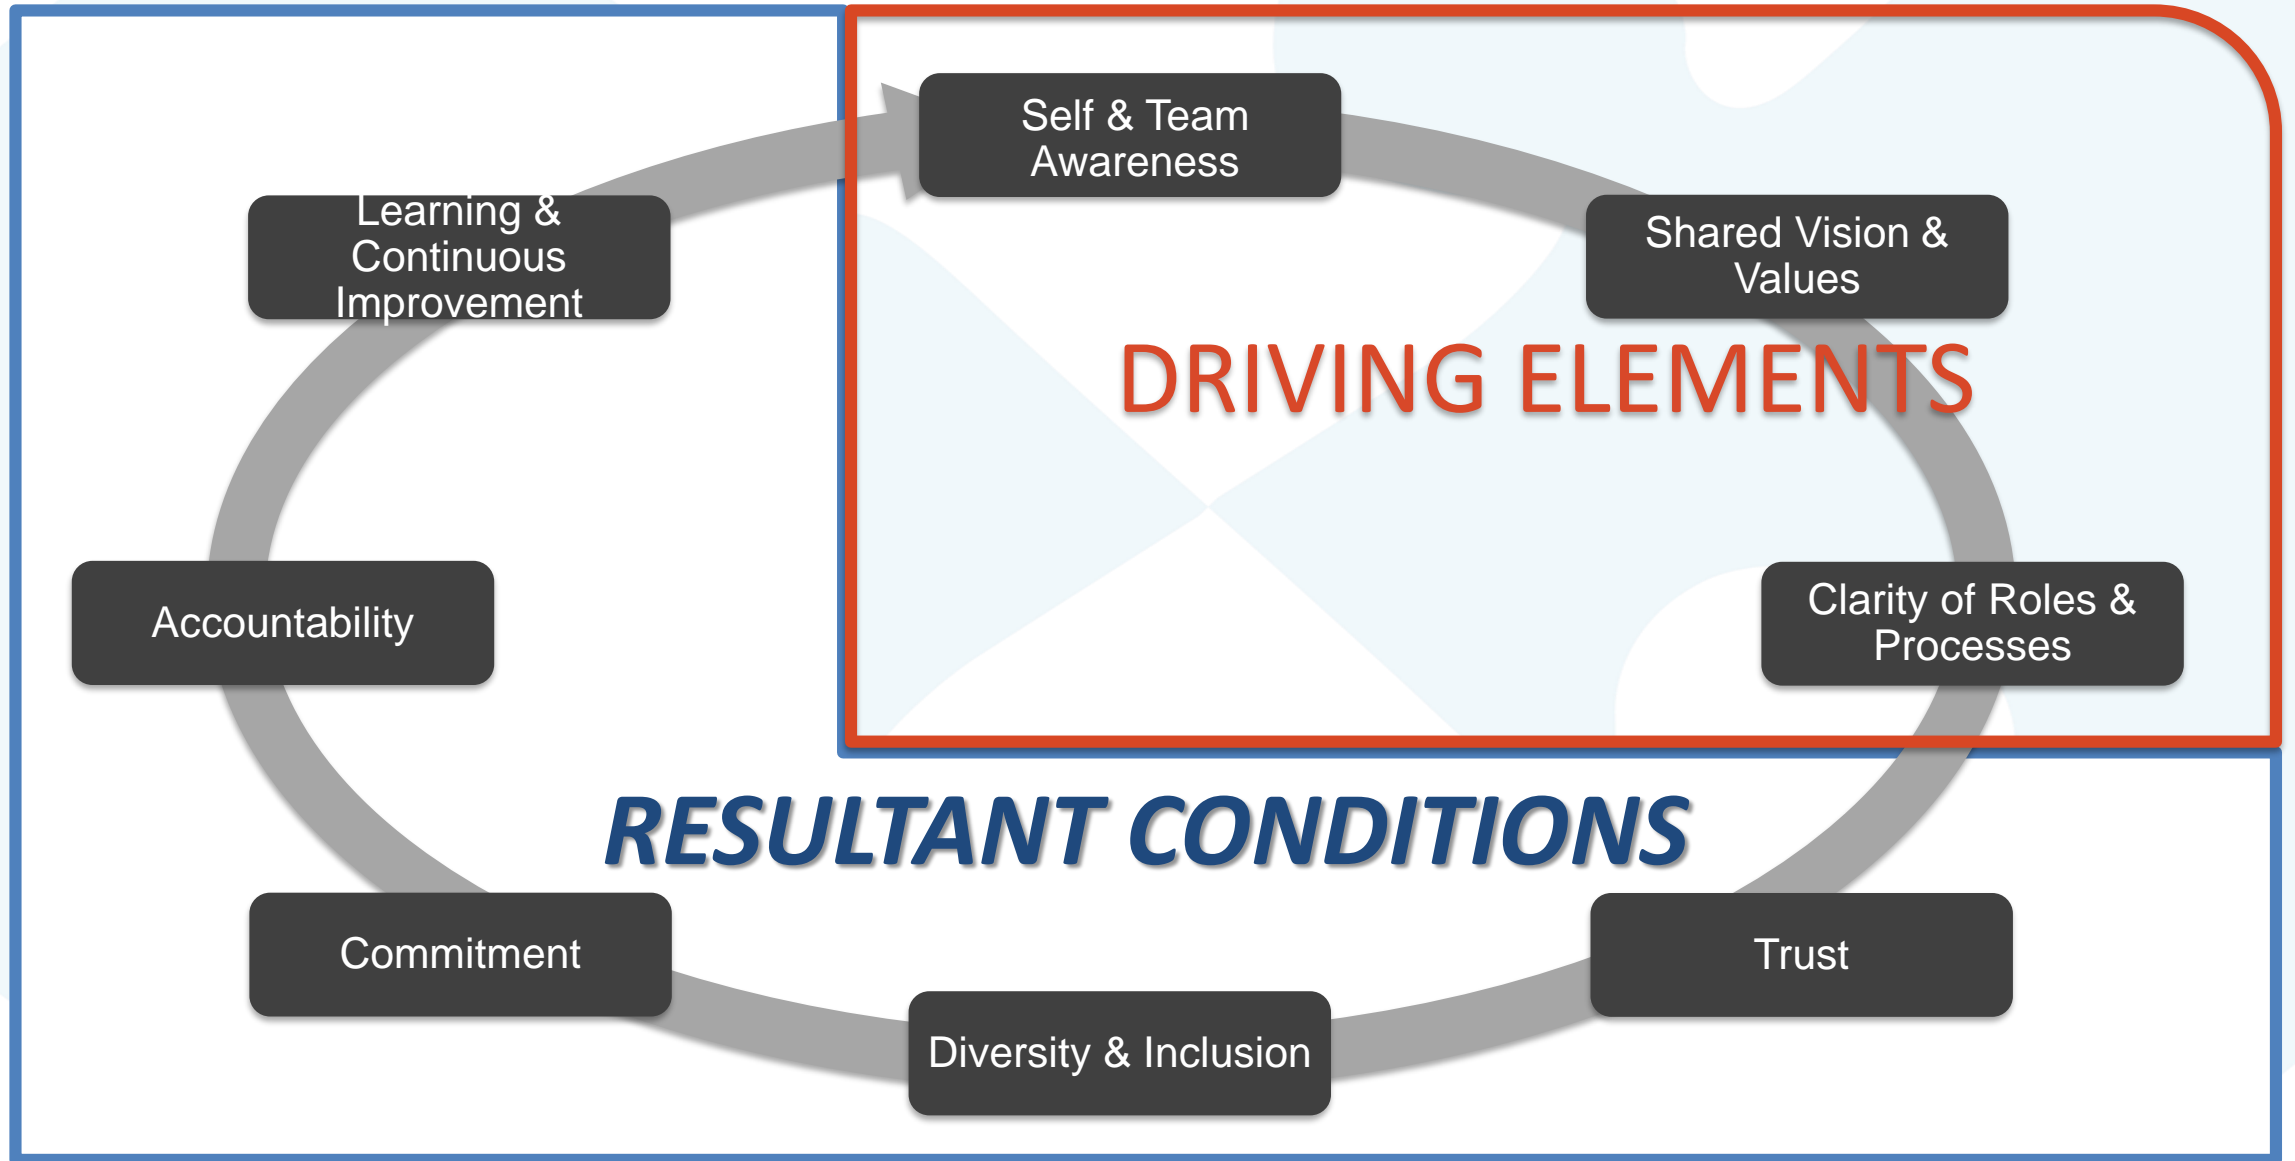 Self & Team
Awareness
Shared Vision &
Values
DRIVING ELEMENTS
Clarity of Roles &
Processes
RESULTANT CONDITIONS
Trust
Diversity & Inclusion
Commitment
Accountability
Learning &
Continuous
Improvement